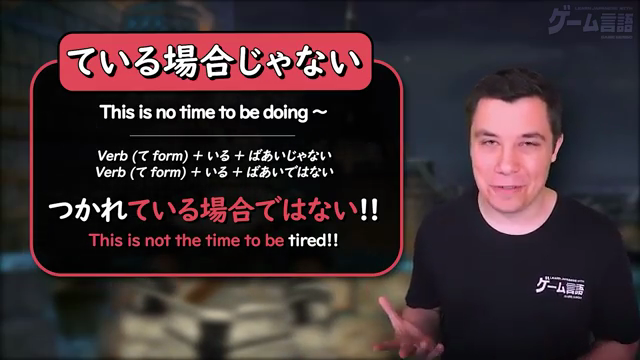 ている場合じゃない
This is no time to be doing ～
Verb (て form) + いる + ばあいじゃない
Verb (て form) + いる + ばあいではない
つかれている場合ではない!!
This is not the time to be tired!!
LEARN JAPANESE WITH
ゲーム言語
ゲーム言語